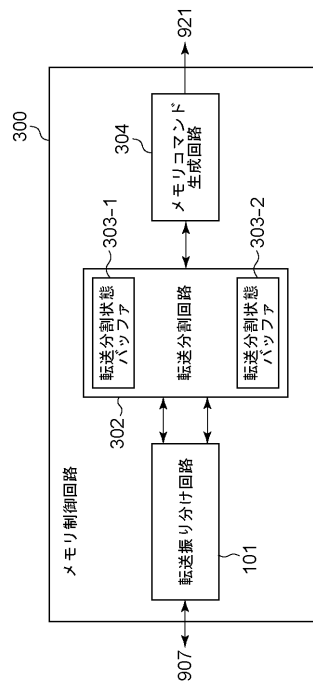 300
メモリ制御回路
907
転送振り分け回路
101
302
転送分割状態
バッファ
303-1
転送分割回路
転送分割状態
バッファ
303-2
メモリコマンド
生成回路
304
921